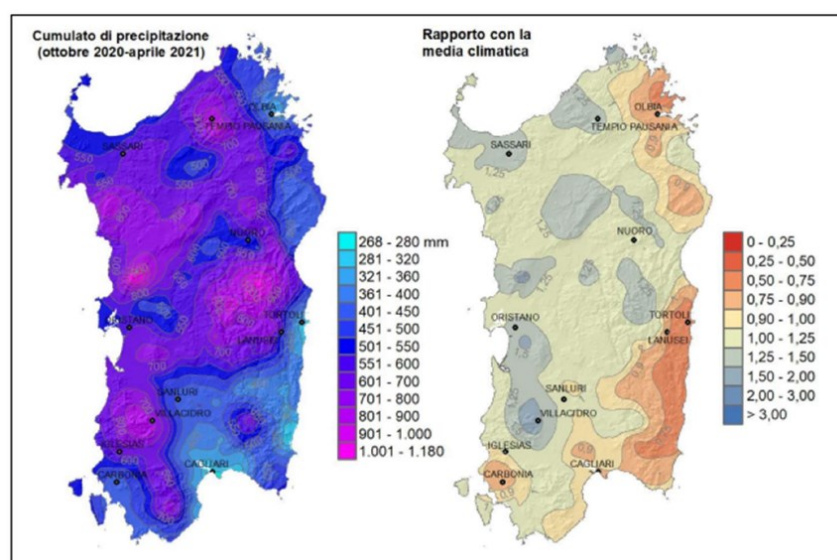 Cumulato di precipitazione
(ottobre 2020-aprile 2021)
Rapporto con la
media climatica
OLBIA
TEMPIO PAUSANIA
SASSARI
NUORO
ORISTANO
TORTOLI
LANUSEI
SANLURI
VILLACIDRO
IGLESIAS
CARBONIA
CAGLIARI
268 - 280 mm
281 - 320
321 - 360
361 - 400
401 - 450
451 - 500
501 - 550
551 - 600
601 - 700
701 - 800
801 - 900
901 - 1.000
1.001 - 1.180
OLBIA
TEMPIO PAUSANIA
SASSARI
NUORO
ORISTANO
TORTOLI
LANUSEI
SANLURI
VILLACIDRO
IGLESIAS
CARBONIA
CAGLIARI
0 - 0,25
0,25 - 0,50
0,50 - 0,75
0,75 - 0,90
0,90 - 1,00
1,00 - 1,25
1,25 - 1,50
1,50 - 2,00
2,00 - 3,00
> 3,00